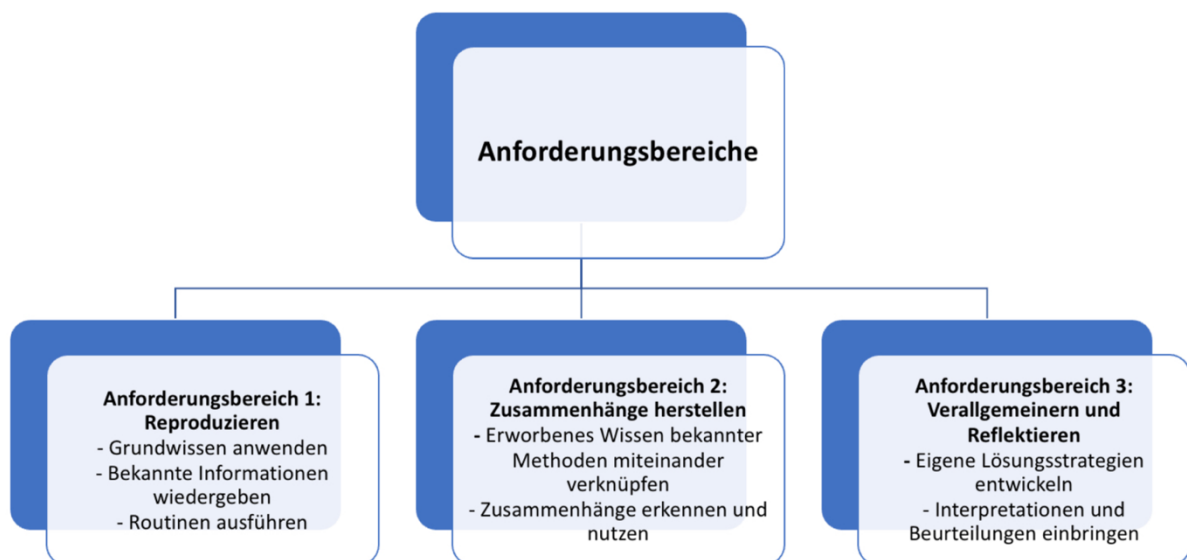 Anforderungsbereiche
Anforderungsbereich 1:
Reproduzieren
- Grundwissen anwenden
- Bekannte Informationen
wiedergeben
- Routinen ausführen
Anforderungsbereich 2:
Zusammenhänge herstellen
- Erworbenes Wissen bekannter
Methoden miteinander
verknüpfen
- Zusammenhänge erkennen und
nutzen
Anforderungsbereich 3:
Verallgemeinern und
Reflektieren
- Eigene Lösungsstrategien
entwickeln
- Interpretationen und
Beurteilungen einbringen